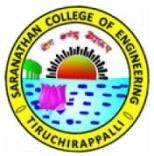 SARANATHAN COLLEGE OF ENGINEERING
TIRUCHIRAPPALLI